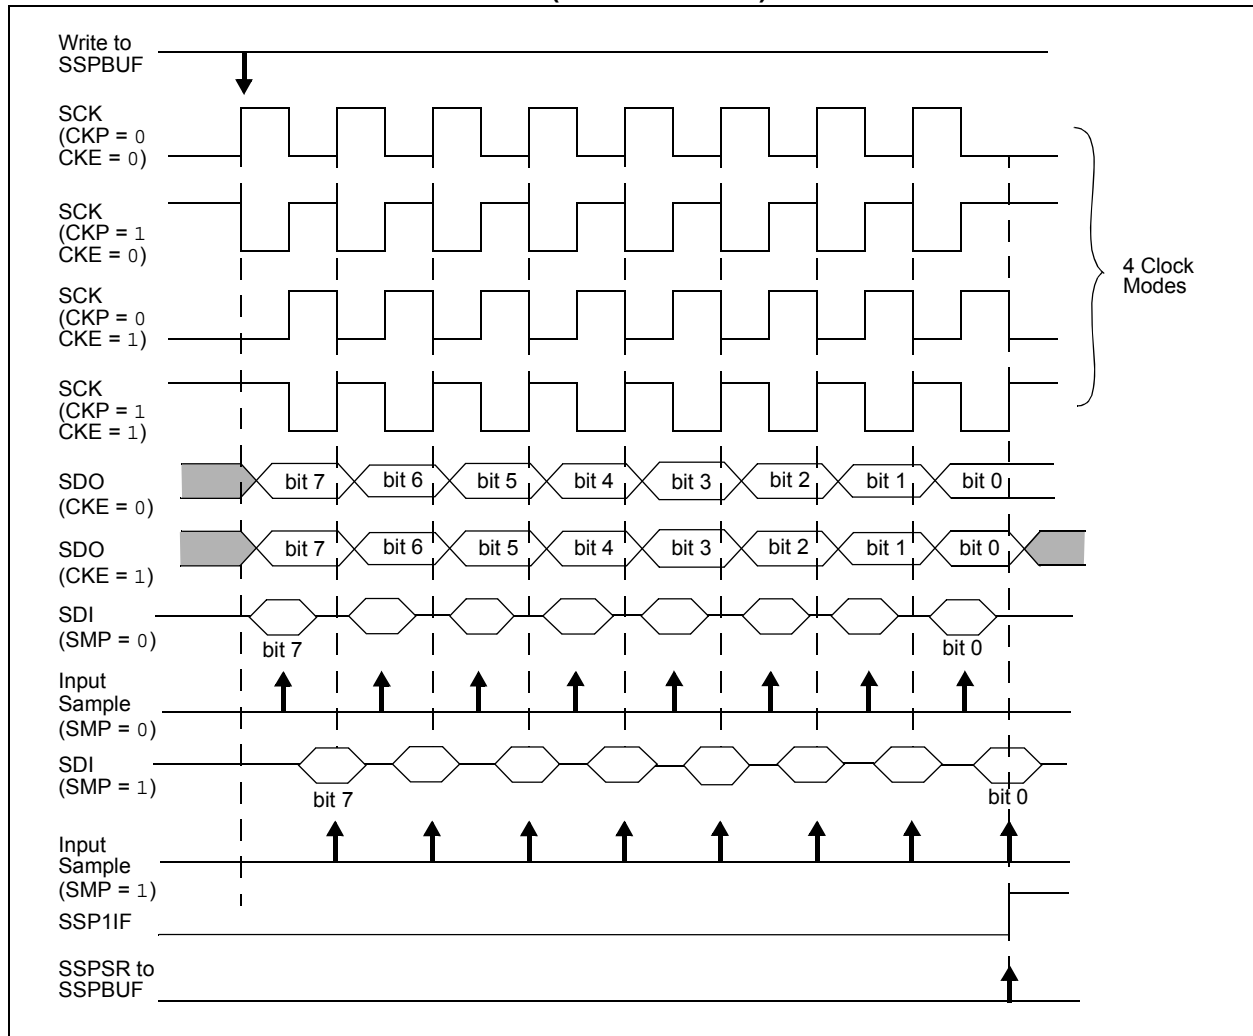 Write to
SSPBUF
SCK
(CKP = 0
CKE = 0)
SCK
(CKP = 1
CKE = 0)
4 Clock
Modes
SCK
(CKP = 0
CKE = 1)
SCK
(CKP = 1
CKE = 1)
SDO
(CKE = 0)
bit 7 bit 6 bit 5 bit 4 bit 3 bit 2 bit 1 bit 0
SDO
(CKE = 1)
bit 7 bit 6 bit 5 bit 4 bit 3 bit 2 bit 1 bit 0
SDI
(SMP = 0)
bit 7 bit 0
Input
Sample
(SMP = 0)
SDI
(SMP = 1)
bit 7 bit 0
Input
Sample
(SMP = 1)
SSP1IF
SSPSR to
SSPBUF